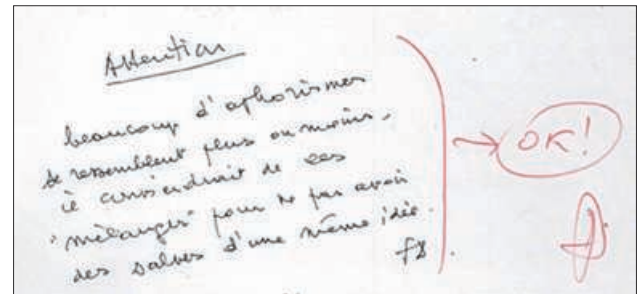 Attention
beaucoup d'aphorismes
se ressemblent plus ou moins,
il conviendrait de les
"mélanger" pour ne pas avoir
des salves d'une même idée.
OK!